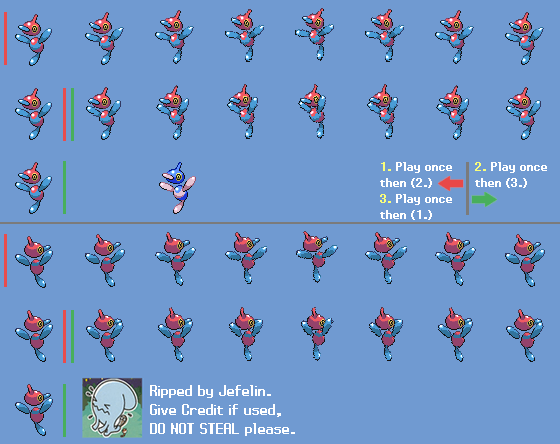 1. Play once
then (2.)
3. Play once
then (1.)
2. Play once
then (3.)
Ripped by Jefelin.
Give Credit if used,
DO NOT STEAL please.